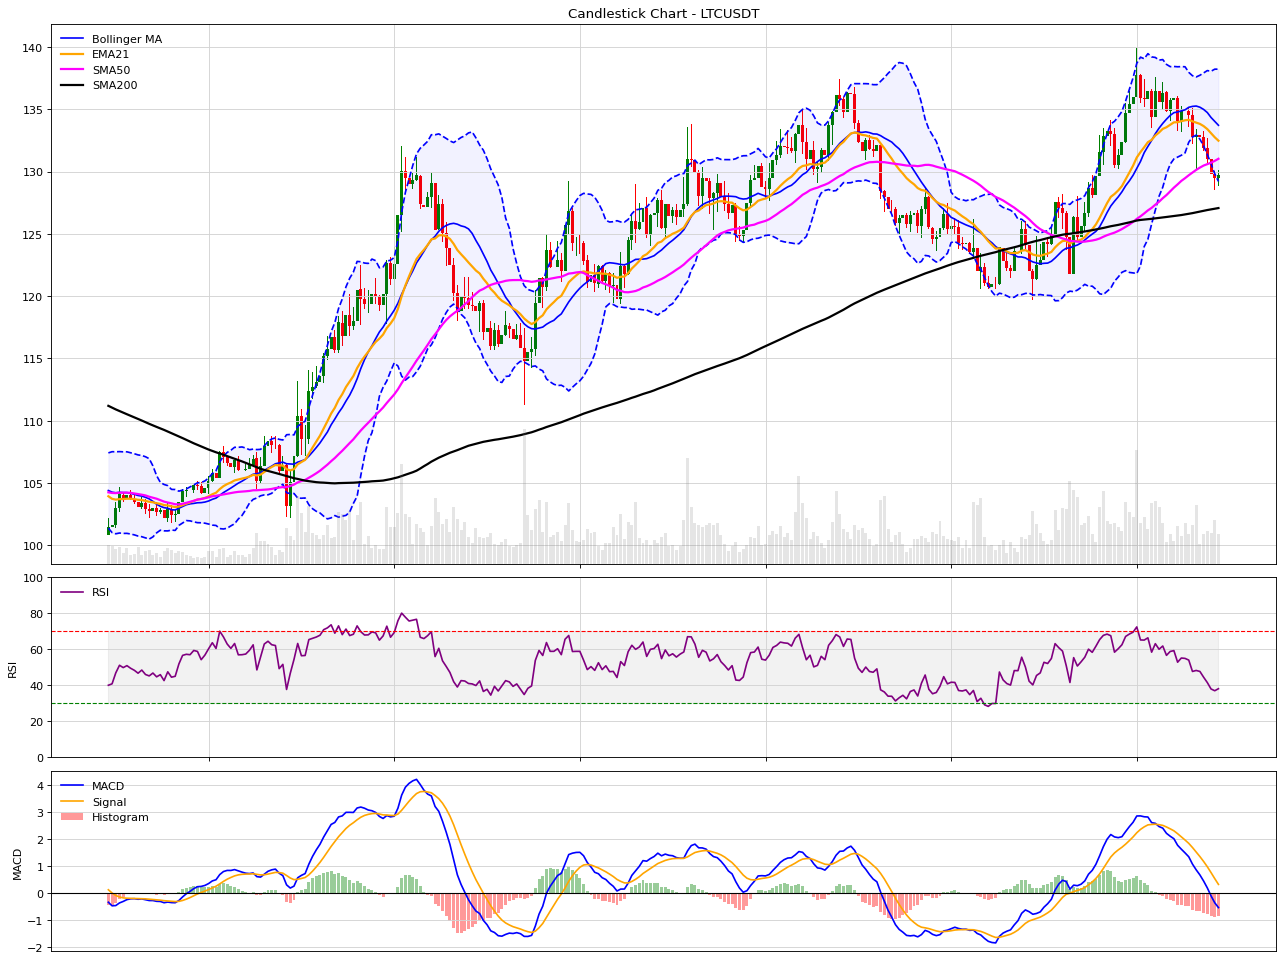 Candlestick Chart - LTCUSDT
Bollinger MA
EMA21
SMA50
SMA200
140
135
130
125
120
115
110
105
100
RSI
100
80
60
40
20
0
RSI
MACD
Signal
Histogram
4
3
2
1
0
−1
−2
MACD